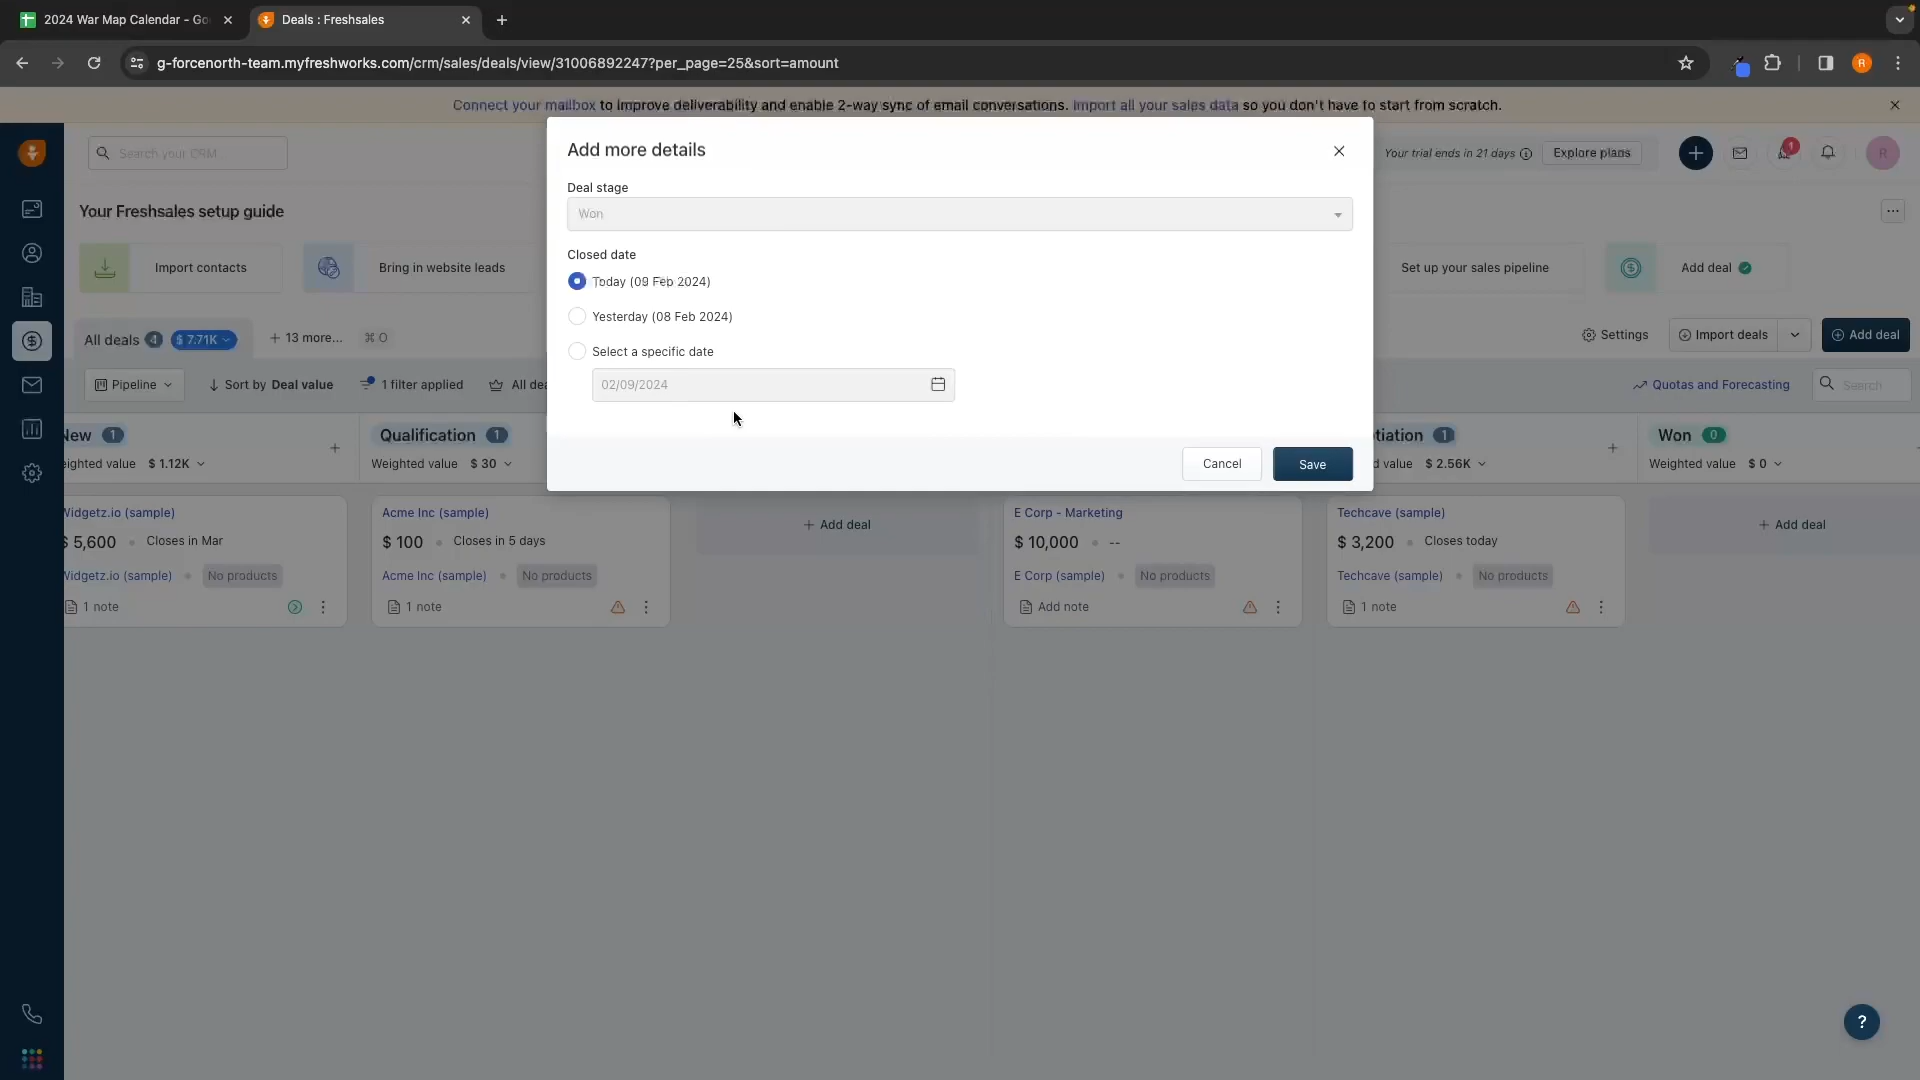 2024 War Map Calendar - Go
Deals : Freshsales
g-forcenorth-team.myfreshworks.com/crm/sales/deals/view/31006892247?per_page=25&sort=amount
R
Connect your mailbox to improve deliverability and enable 2-way sync of email conversations. Import all your sales data so you don't have to start from scratch.
Search your CRM
Add more details
Your trial ends in 21 days
Explore plans
1
R
Deal stage
Won
Your Freshsales setup guide
Closed date
Today (09 Feb 2024)
Yesterday (08 Feb 2024)
Select a specific date
02/09/2024
Cancel
Save
Import contacts
Bring in website leads
Set up your sales pipeline
Add deal
All deals 4 $ 7.71K
+ 13 more...
⌘ O
Settings
Import deals
Add deal
Pipeline
Sort by Deal value
1 filter applied
All dea
Quotas and Forecasting
Search
New 1
Qualification 1
tiation 1
Won 0
eighted value $ 1.12K
Weighted value $ 30
d value $ 2.56K
Weighted value $ 0
Widgetz.io (sample)
$ 5,600 Closes in Mar
Widgetz.io (sample) No products
1 note
Acme Inc (sample)
$ 100 Closes in 5 days
Acme Inc (sample) No products
1 note
+ Add deal
E Corp - Marketing
$ 10,000 --
E Corp (sample) No products
Add note
Techcave (sample)
$ 3,200 Closes today
Techcave (sample) No products
1 note
+ Add deal
?